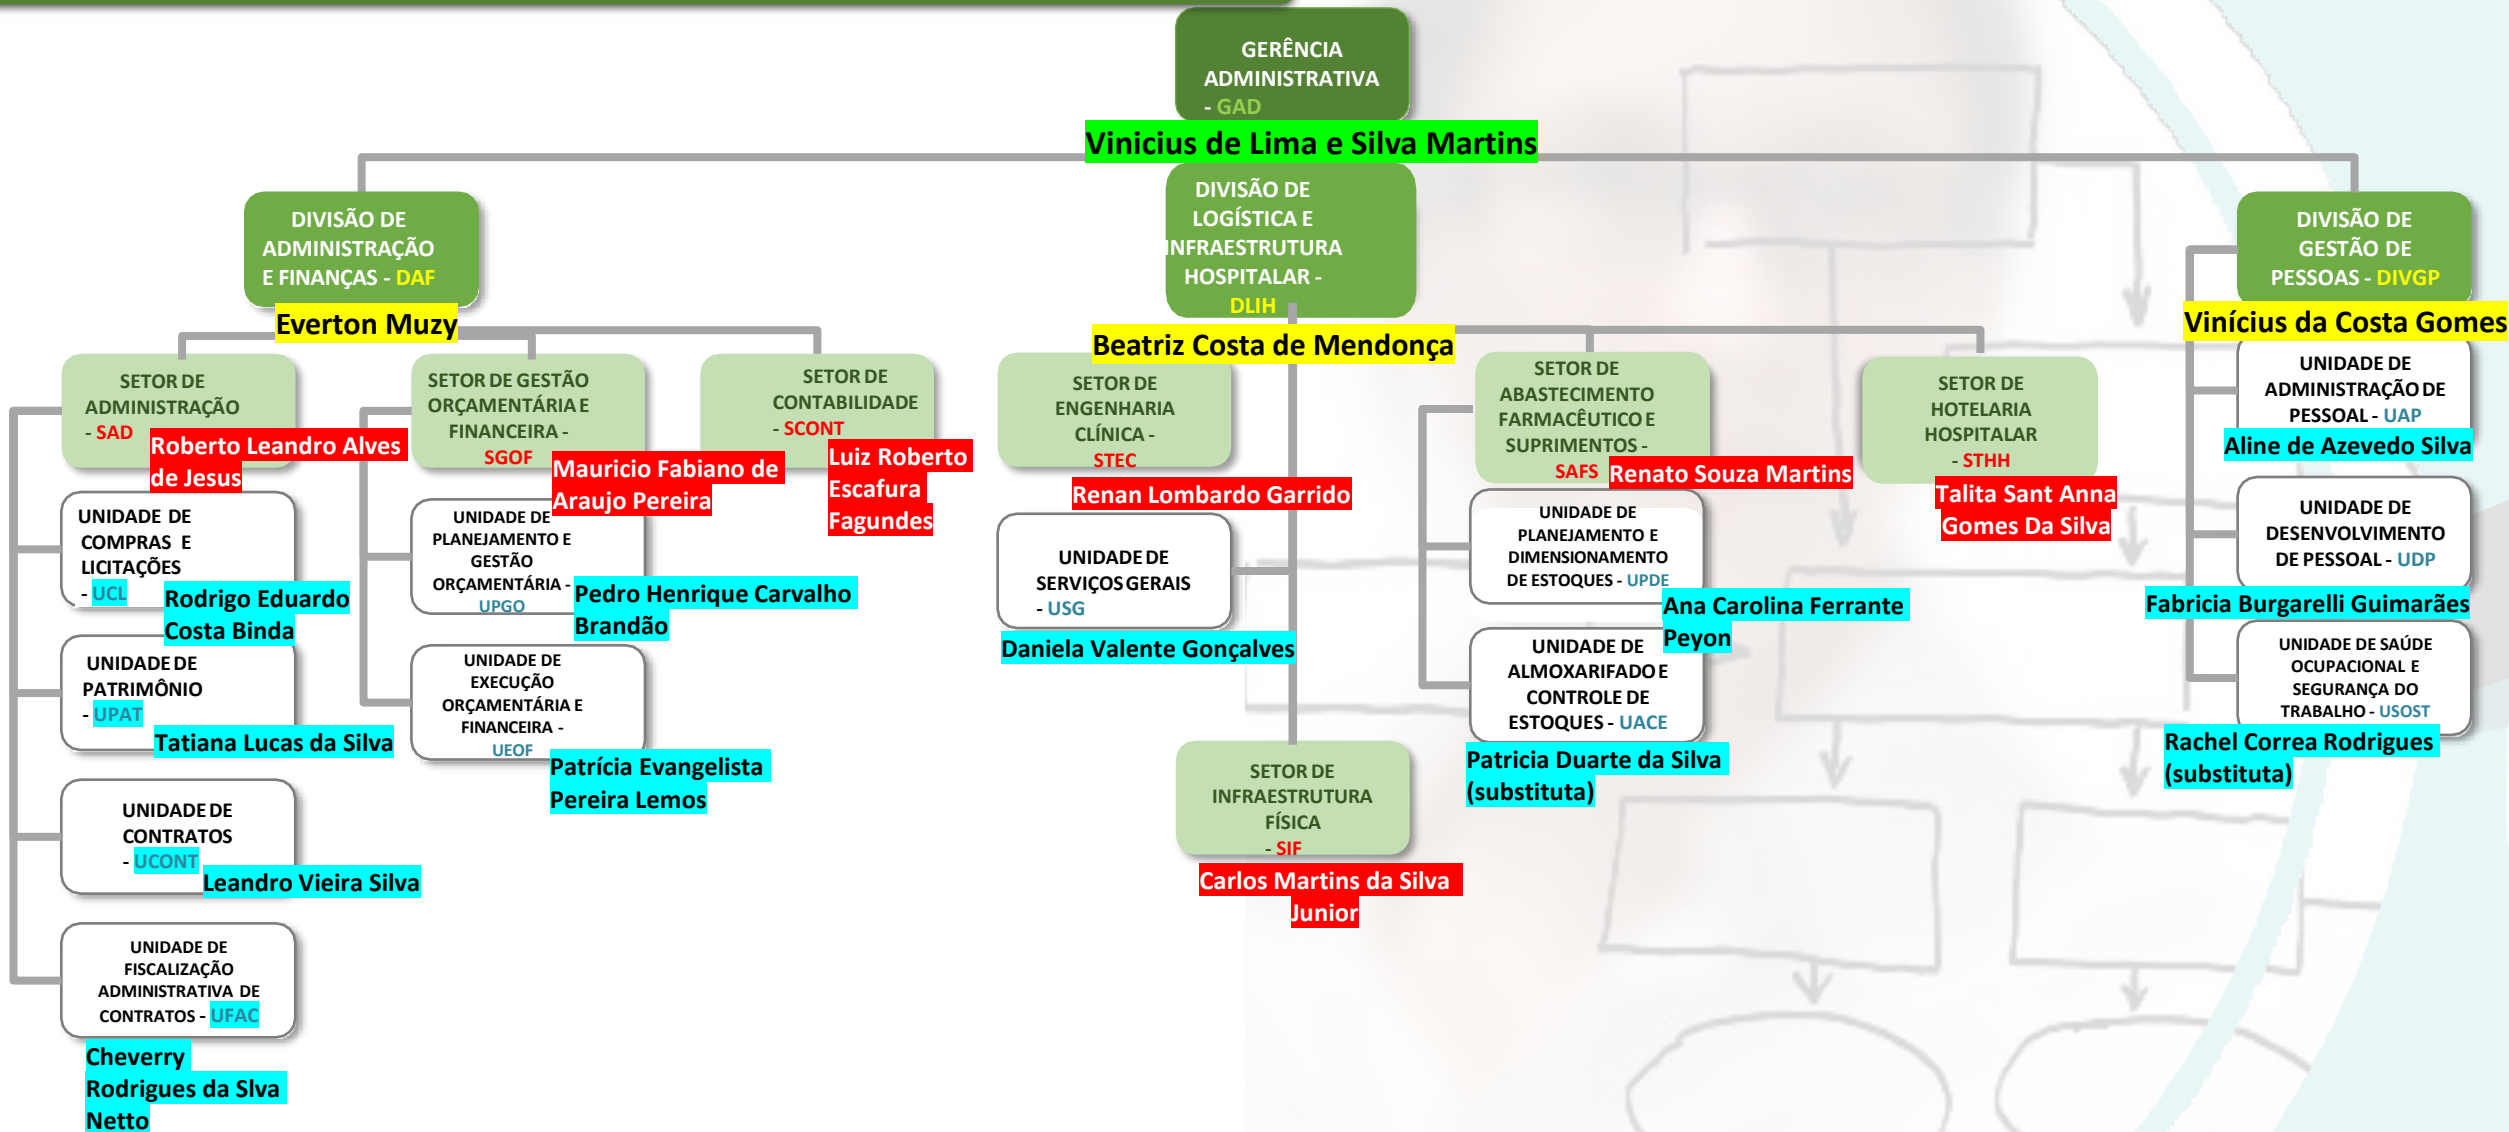 GERÊNCIA
ADMINISTRATIVA
- GAD
Vinicius de Lima e Silva Martins
DIVISÃO DE
ADMINISTRAÇÃO
E FINANÇAS - DAF
Everton Muzy
SETOR DE
ADMINISTRAÇÃO
- SAD
Roberto Leandro Alves
de Jesus
UNIDADE DE
COMPRAS E
LICITAÇÕES
- UCL
Rodrigo Eduardo
Costa Binda
UNIDADE DE
PATRIMÔNIO
- UPAT
Tatiana Lucas da Silva
UNIDADE DE
CONTRATOS
- UCONT
Leandro Vieira Silva
UNIDADE DE
FISCALIZAÇÃO
ADMINISTRATIVA DE
CONTRATOS - UFAC
Cheverry
Rodrigues da Slva
Netto
SETOR DE GESTÃO
ORÇAMENTÁRIA E
FINANCEIRA -
SGOF
Mauricio Fabiano de
Araujo Pereira
UNIDADE DE
PLANEJAMENTO E
GESTÃO
ORÇAMENTÁRIA -
UPGO
Pedro Henrique Carvalho
Brandão
UNIDADE DE
EXECUÇÃO
ORÇAMENTÁRIA E
FINANCEIRA -
UEOF
Patrícia Evangelista
Pereira Lemos
SETOR DE
CONTABILIDADE
- SCONT
Luiz Roberto
Escafura
Fagundes
DIVISÃO DE
LOGÍSTICA E
INFRAESTRUTURA
HOSPITALAR -
DLIH
Beatriz Costa de Mendonça
SETOR DE
ENGENHARIA
CLÍNICA -
STEC
Renan Lombardo Garrido
UNIDADE DE
SERVIÇOS GERAIS
- USG
Daniela Valente Gonçalves
SETOR DE
INFRAESTRUTURA
FÍSICA
- SIF
Carlos Martins da Silva
Junior
SETOR DE
ABASTECIMENTO
FARMACÊUTICO E
SUPRIMENTOS -
SAFS
Renato Souza Martins
UNIDADE DE
PLANEJAMENTO E
DIMENSIONAMENTO
DE ESTOQUES - UPDE
Ana Carolina Ferrante
Peyon
UNIDADE DE
ALMOXARIFADO E
CONTROLE DE
ESTOQUES - UACE
Patricia Duarte da Silva
(substituta)
SETOR DE
HOTELARIA
HOSPITALAR
- STHH
Talita Sant Anna
Gomes Da Silva
DIVISÃO DE
GESTÃO DE
PESSOAS - DIVGP
Vinícius da Costa Gomes
UNIDADE DE
ADMINISTRAÇÃO DE
PESSOAL - UAP
Aline de Azevedo Silva
UNIDADE DE
DESENVOLVIMENTO
DE PESSOAL - UDP
Fabricia Burgarelli Guimarães
UNIDADE DE SAÚDE
OCUPACIONAL E
SEGURANÇA DO
TRABALHO - USOST
Rachel Correa Rodrigues
(substituta)